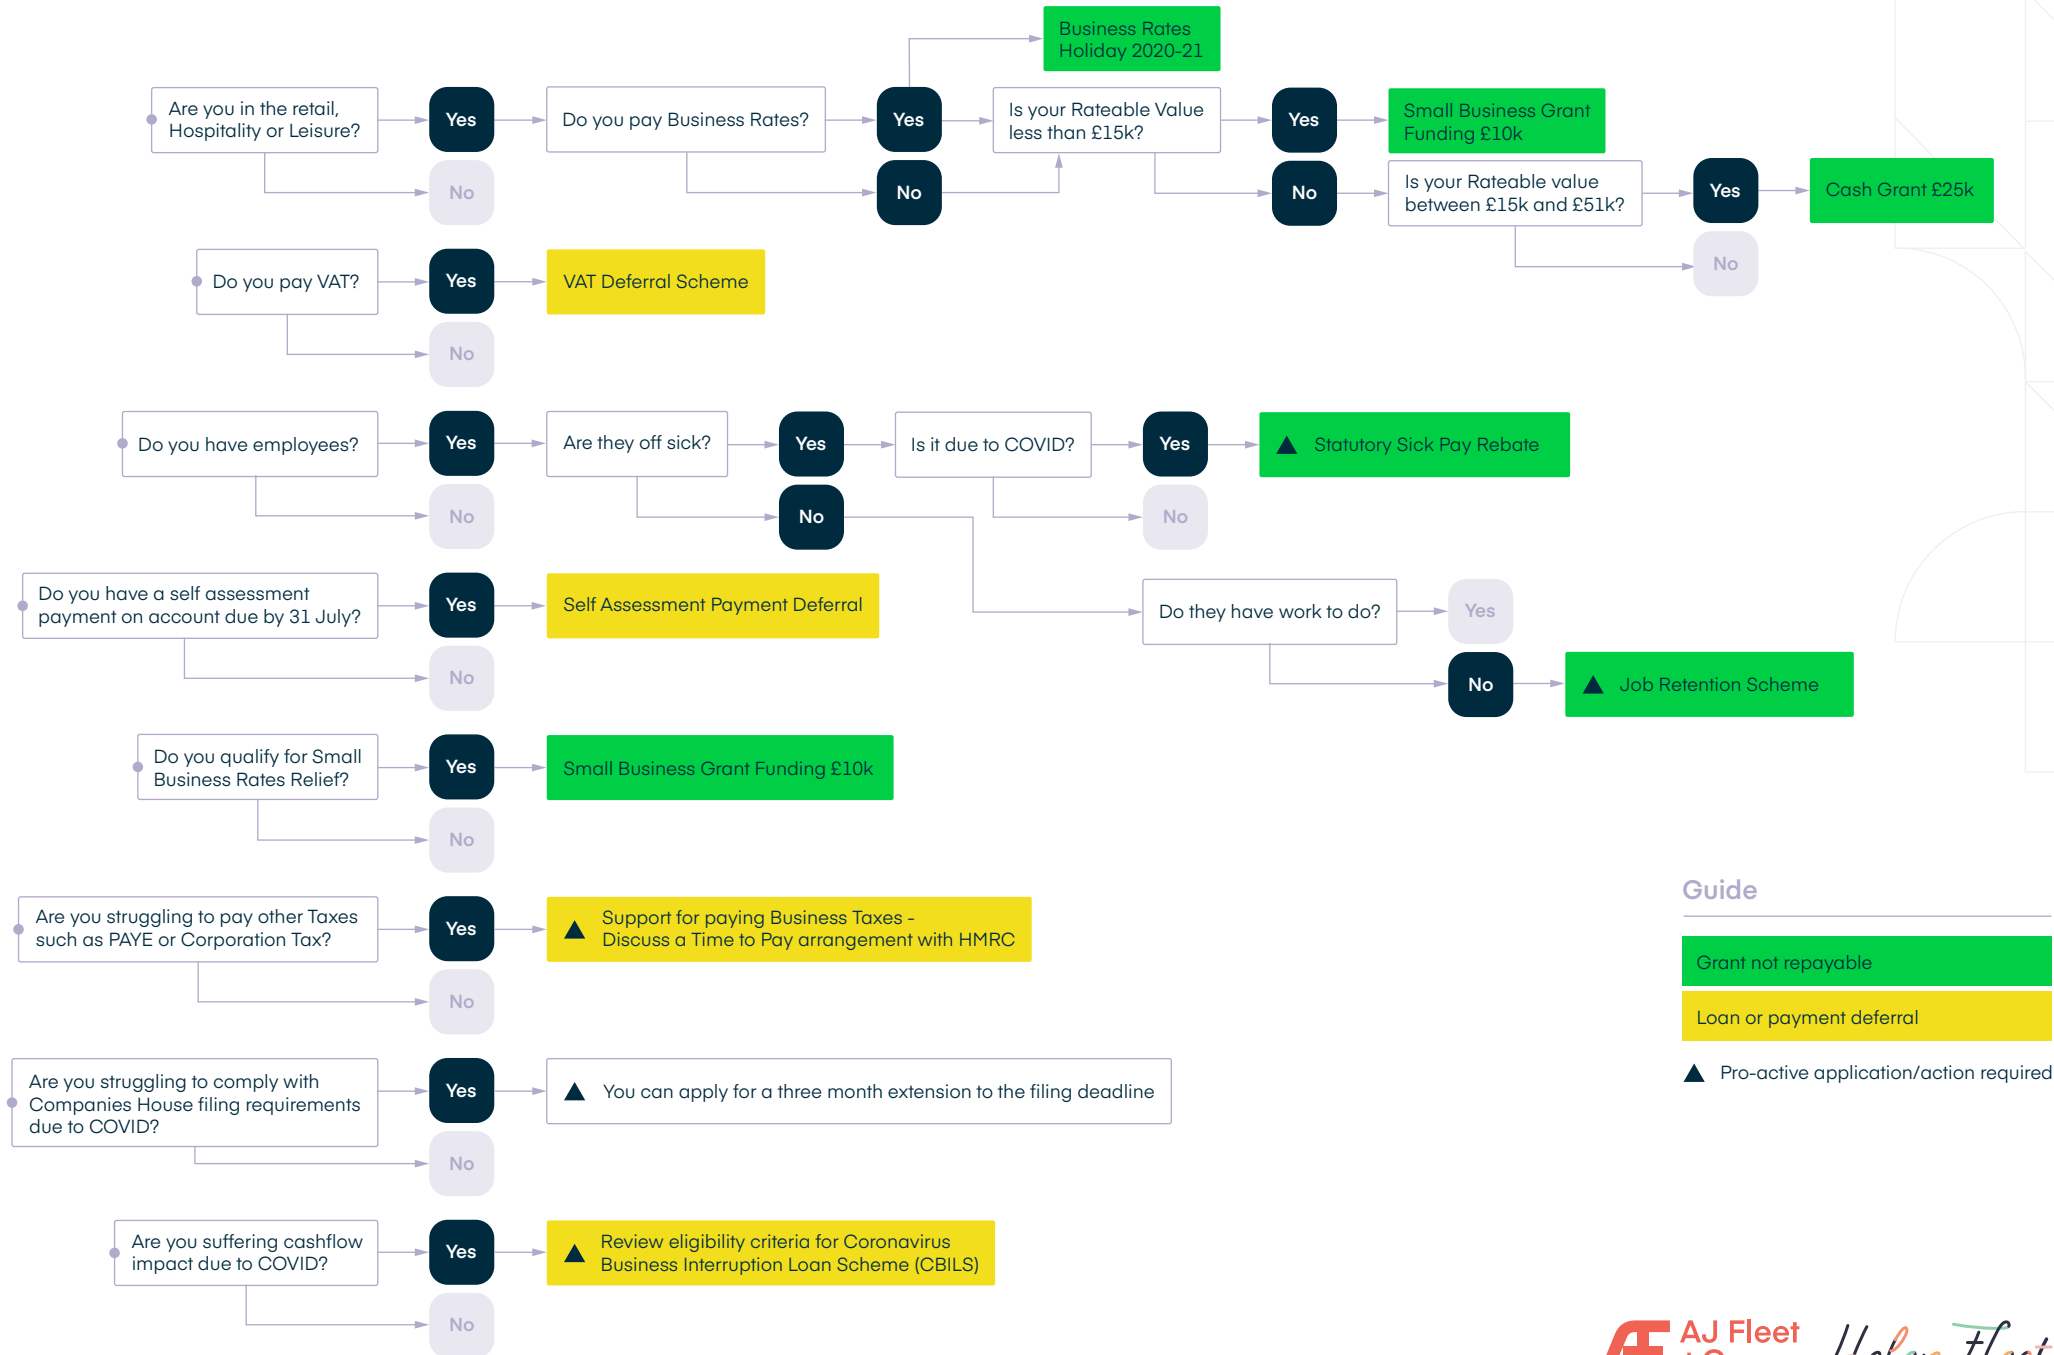 Business Rates
Holiday 2020-21
Are you in the retail,
Hospitality or Leisure?
Yes
No
Do you pay Business Rates?
Yes
No
Is your Rateable Value
less than £15k?
Yes
No
Small Business Grant
Funding £10k
Is your Rateable value
between £15k and £51k?
Yes
No
Cash Grant £25k
Do you pay VAT?
Yes
No
VAT Deferral Scheme
Do you have employees?
Yes
No
Are they off sick?
Yes
No
Is it due to COVID?
Yes
No
Statutory Sick Pay Rebate
Do they have work to do?
Yes
No
Job Retention Scheme
Do you have a self assessment
payment on account due by 31 July?
Yes
No
Self Assessment Payment Deferral
Do you qualify for Small
Business Rates Relief?
Yes
No
Small Business Grant Funding £10k
Are you struggling to pay other Taxes
such as PAYE or Corporation Tax?
Yes
No
Support for paying Business Taxes -
Discuss a Time to Pay arrangement with HMRC
Are you struggling to comply with
Companies House filing requirements
due to COVID?
Yes
No
You can apply for a three month extension to the filing deadline
Are you suffering cashflow
impact due to COVID?
Yes
No
Review eligibility criteria for Coronavirus
Business Interruption Loan Scheme (CBILS)
Guide
Grant not repayable
Loan or payment deferral
Pro-active application/action required
AJ Fleet